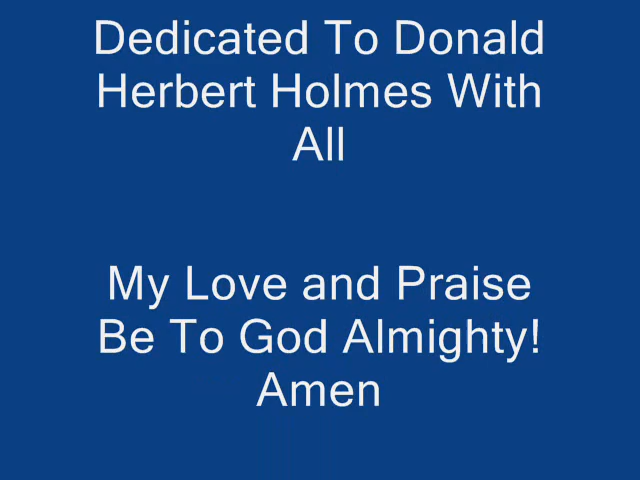 Dedicated To Donald
Herbert Holmes With
All
My Love and Praise
Be To God Almighty!
Amen